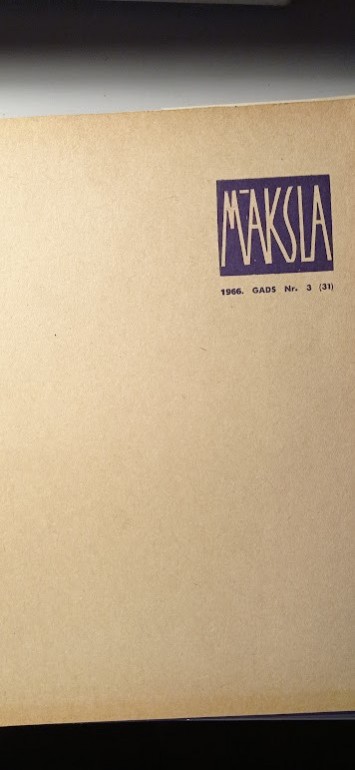 MĀKSLA
1966. GADS Nr. 3 (31)